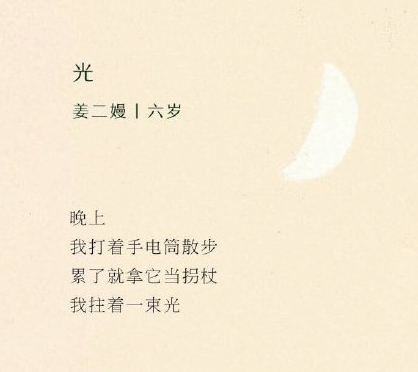 光
姜二嫚丨六岁
晚上
我打着手电筒散步
累了就拿它当拐杖
我拄着一束光